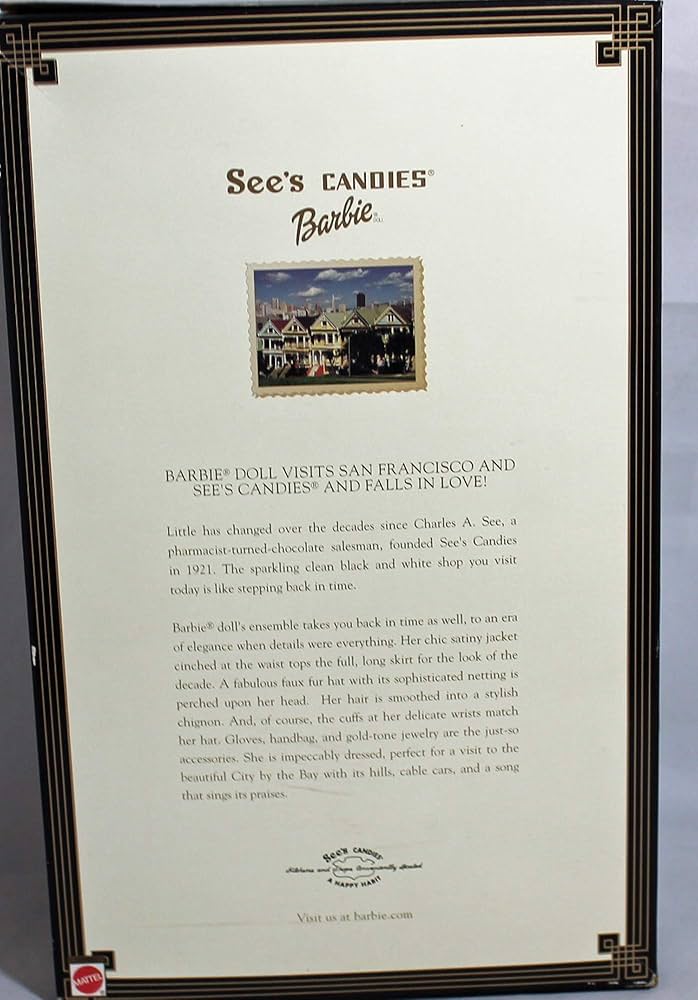 See's CANDIES®
Barbie® DOLL
BARBIE® DOLL VISITS SAN FRANCISCO AND
SEE'S CANDIES® AND FALLS IN LOVE!
Little has changed over the decades since Charles A. See, a
pharmacist-turned-chocolate salesman, founded See's Candies
in 1921. The sparkling clean black and white shop you visit
today is like stepping back in time.
Barbie® doll's ensemble takes you back in time as well, to an era
of elegance when details were everything. Her chic satiny jacket
cinched at the waist tops the full, long skirt for the look of the
decade. A fabulous faux fur hat with its sophisticated netting is
perched upon her head. Her hair is smoothed into a stylish
chignon. And, of course, the cuffs at her delicate wrists match
her hat. Gloves, handbag, and gold-tone jewelry are the just-so
accessories. She is impeccably dressed, perfect for a visit to the
beautiful City by the Bay with its hills, cable cars, and a song
that sings its praises.
See's CANDIES®
Kitchens and Shops Conveniently Located
A HAPPY HABIT
Visit us at barbie.com
MATTEL